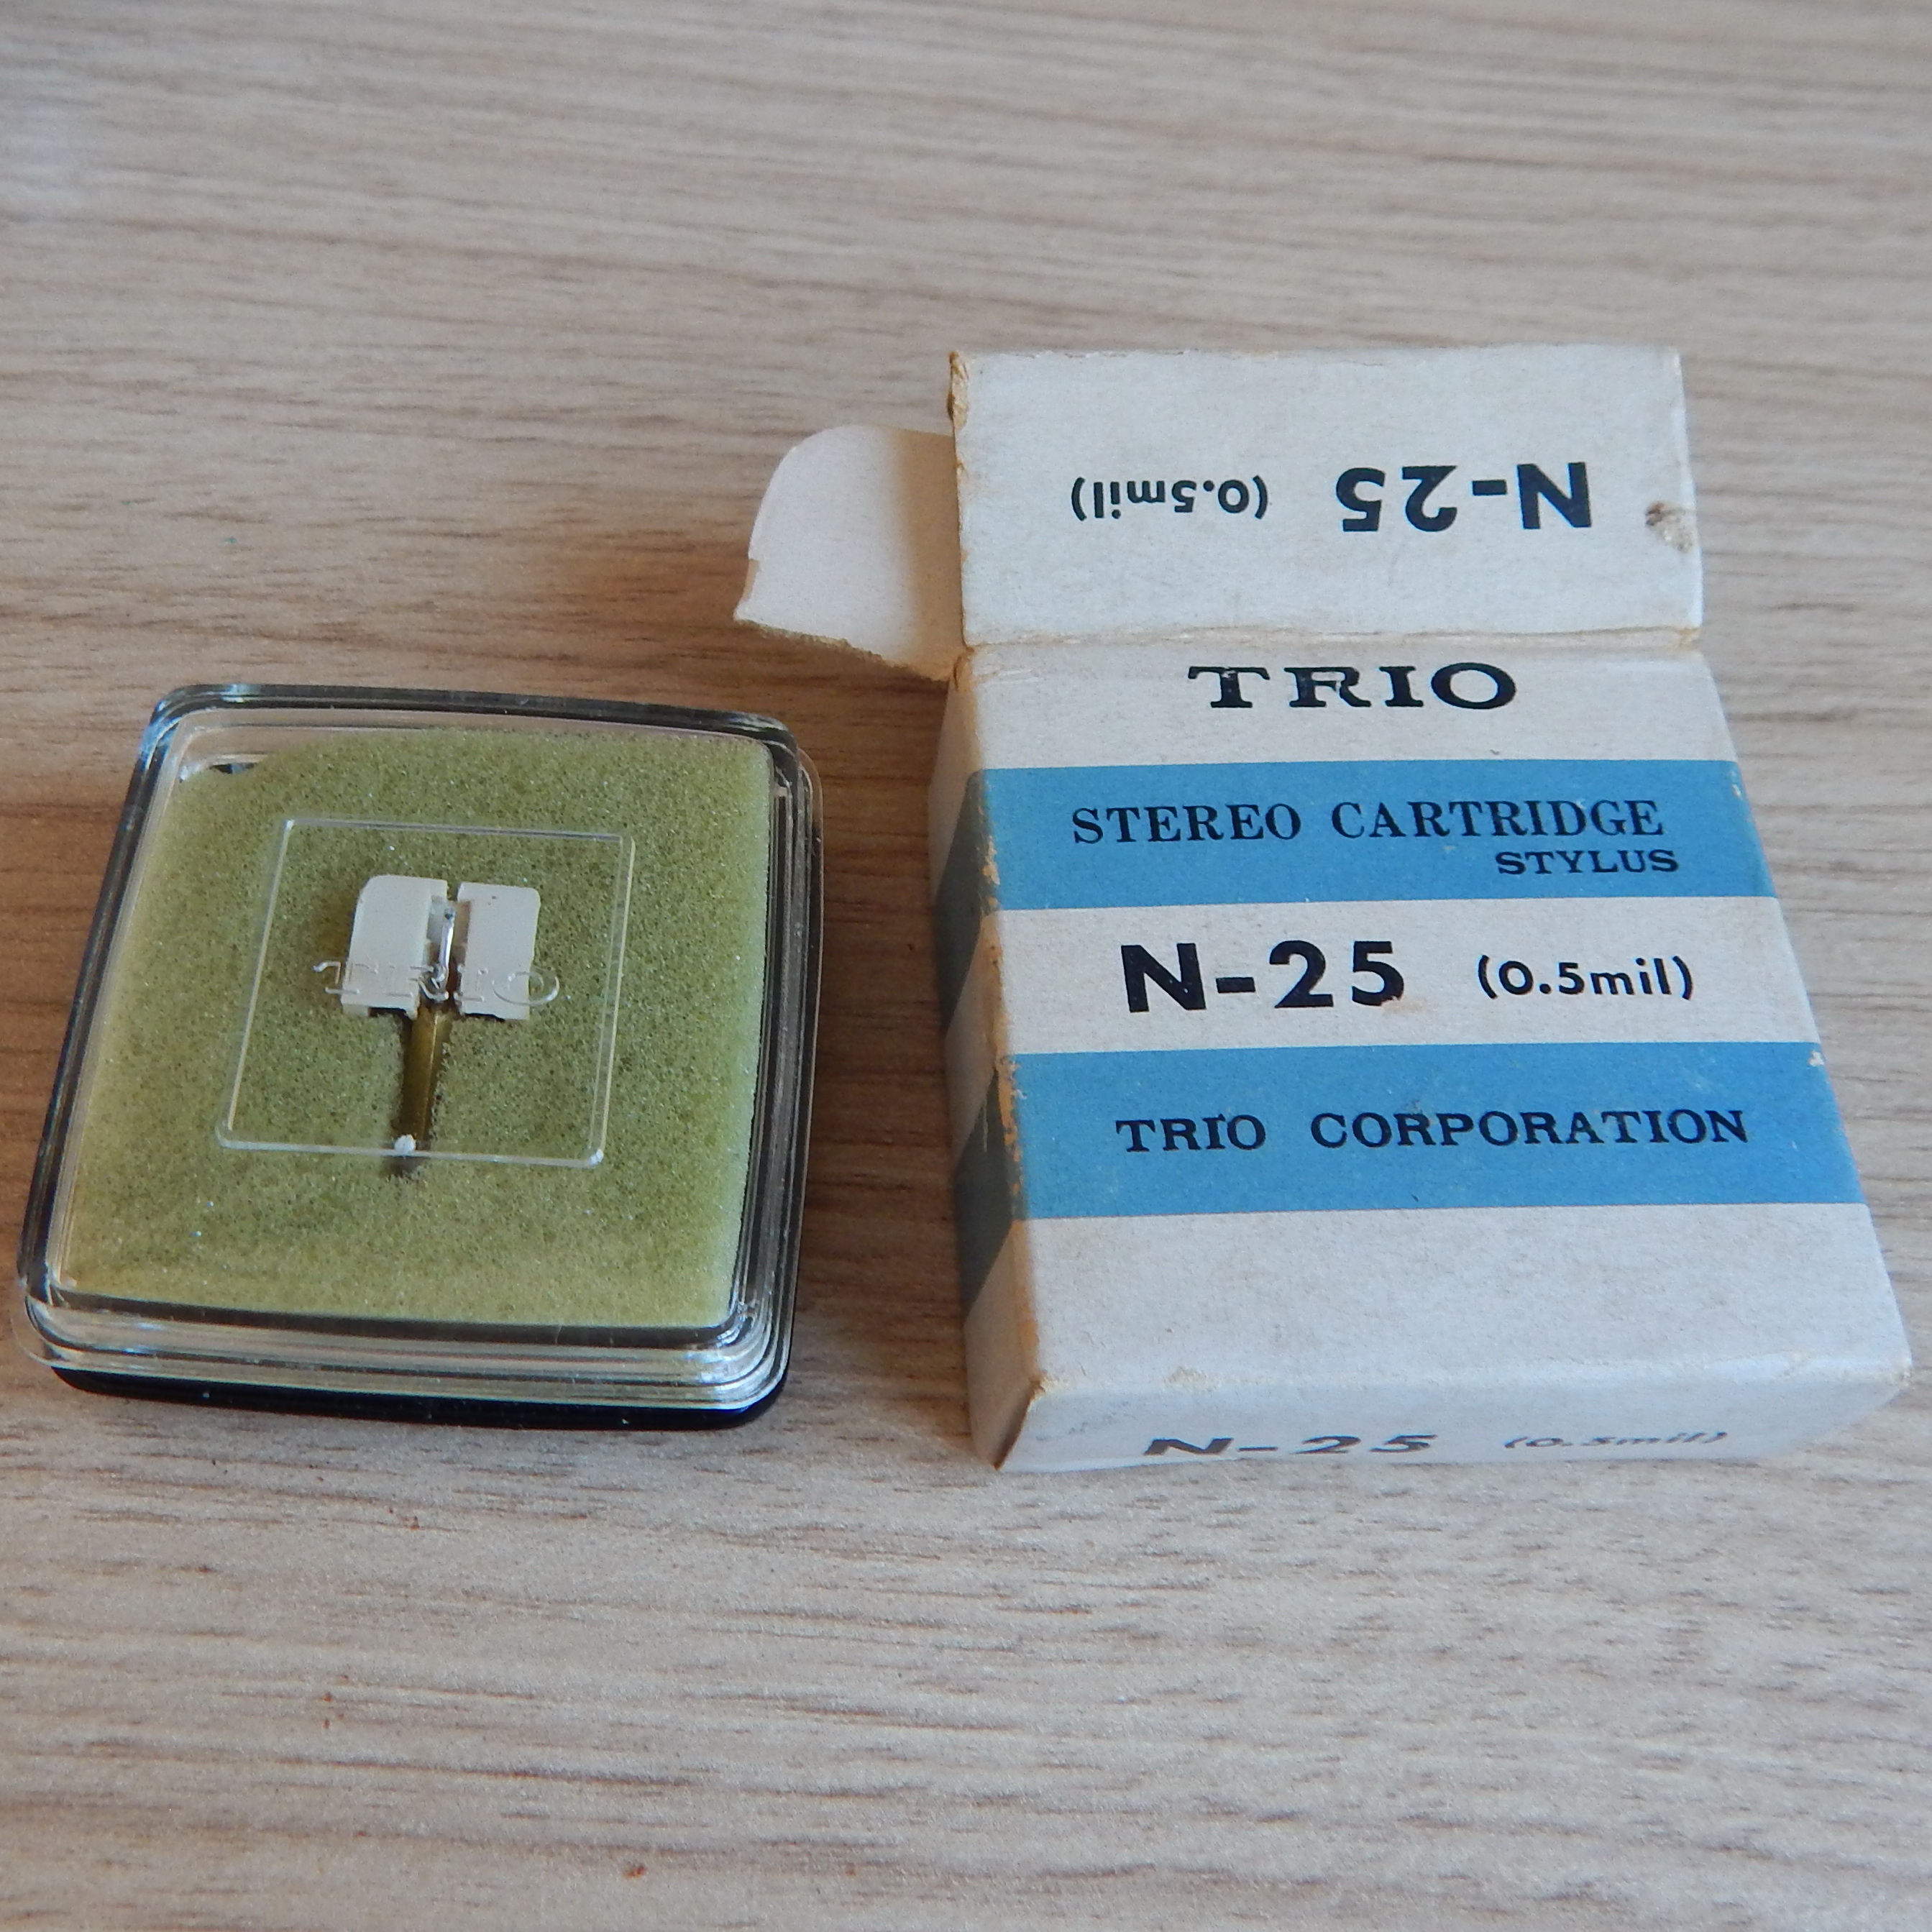 TRIO
N-25 (0.5mil)
TRIO
STEREO CARTRIDGE
STYLUS
N-25 (0.5mil)
TRIO CORPORATION
N-25 (0.5mil)